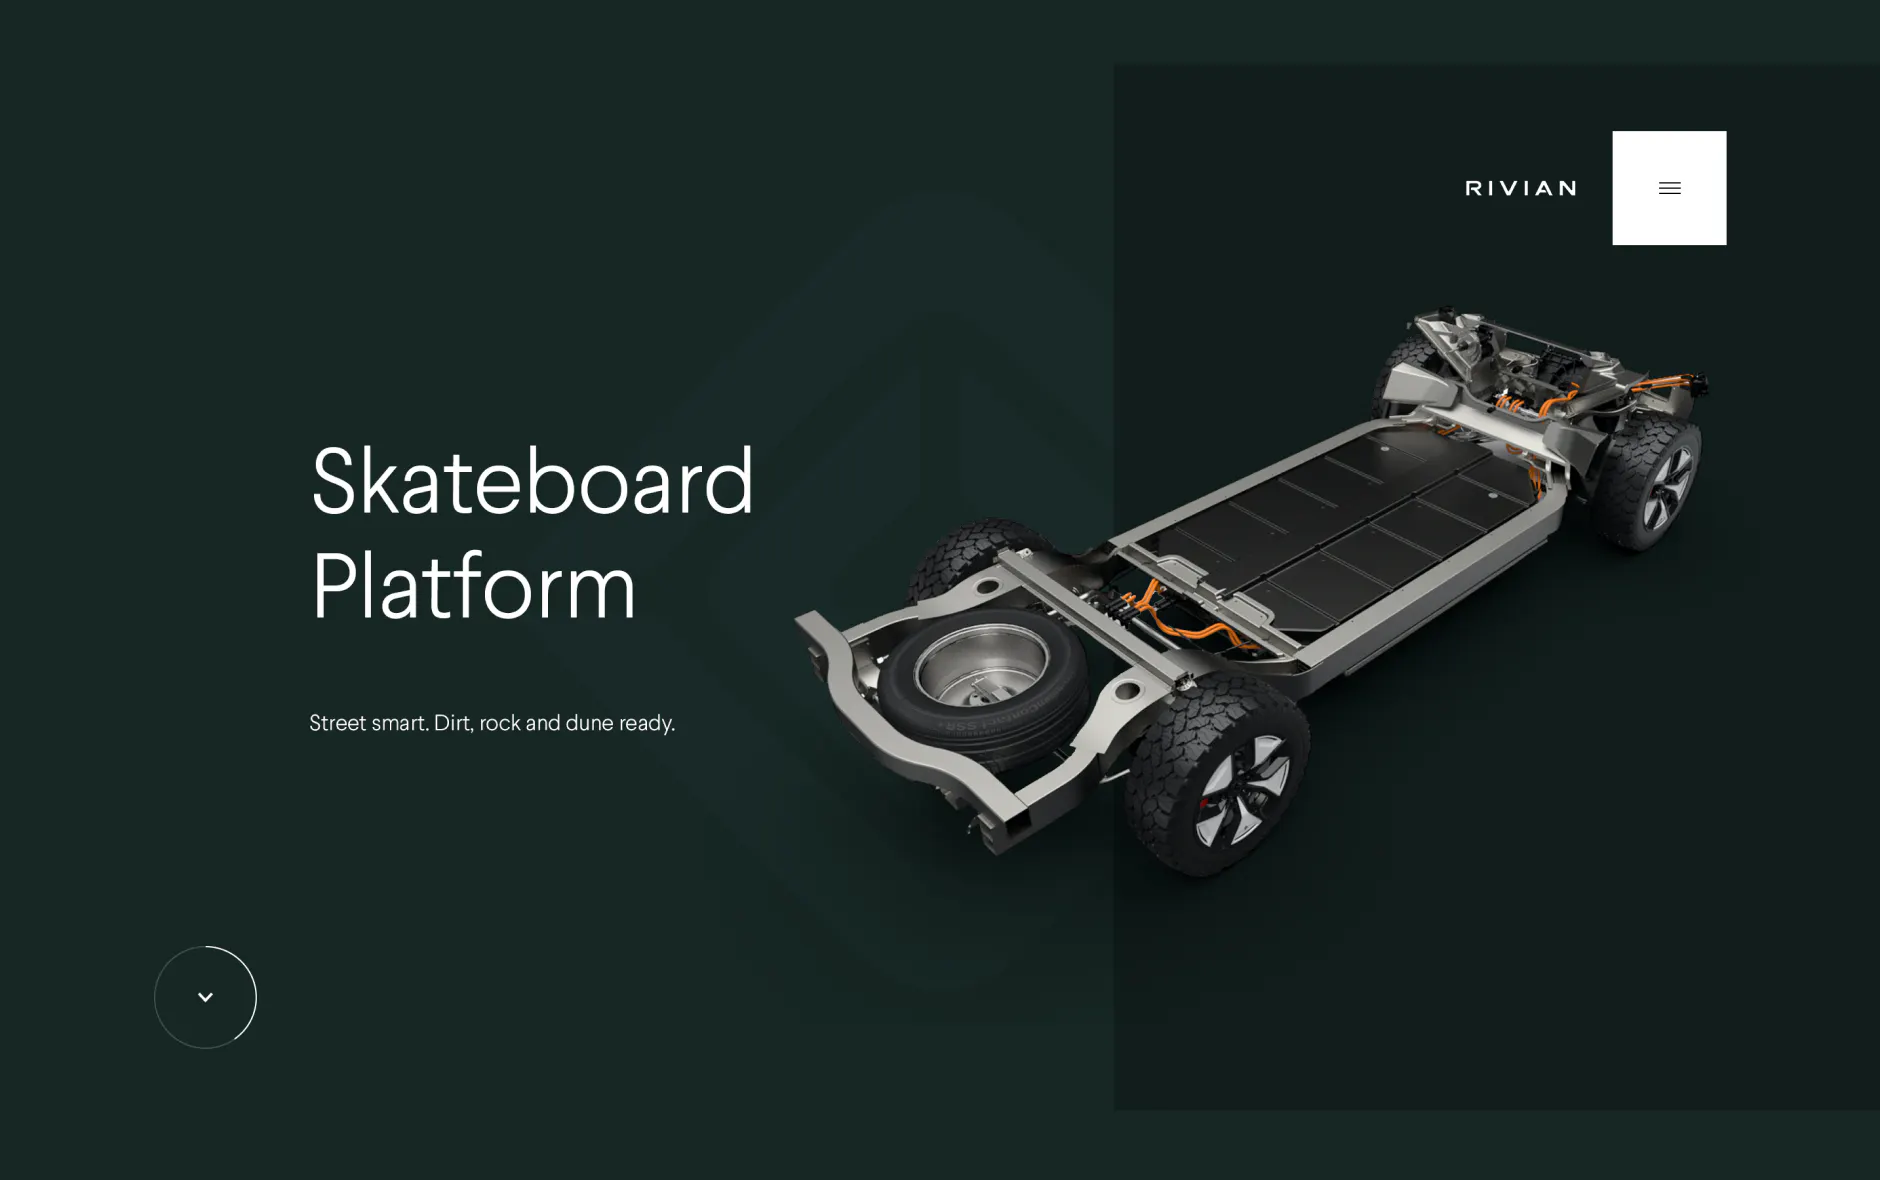 RIVIAN
Skateboard
Platform
Street smart. Dirt, rock and dune ready.